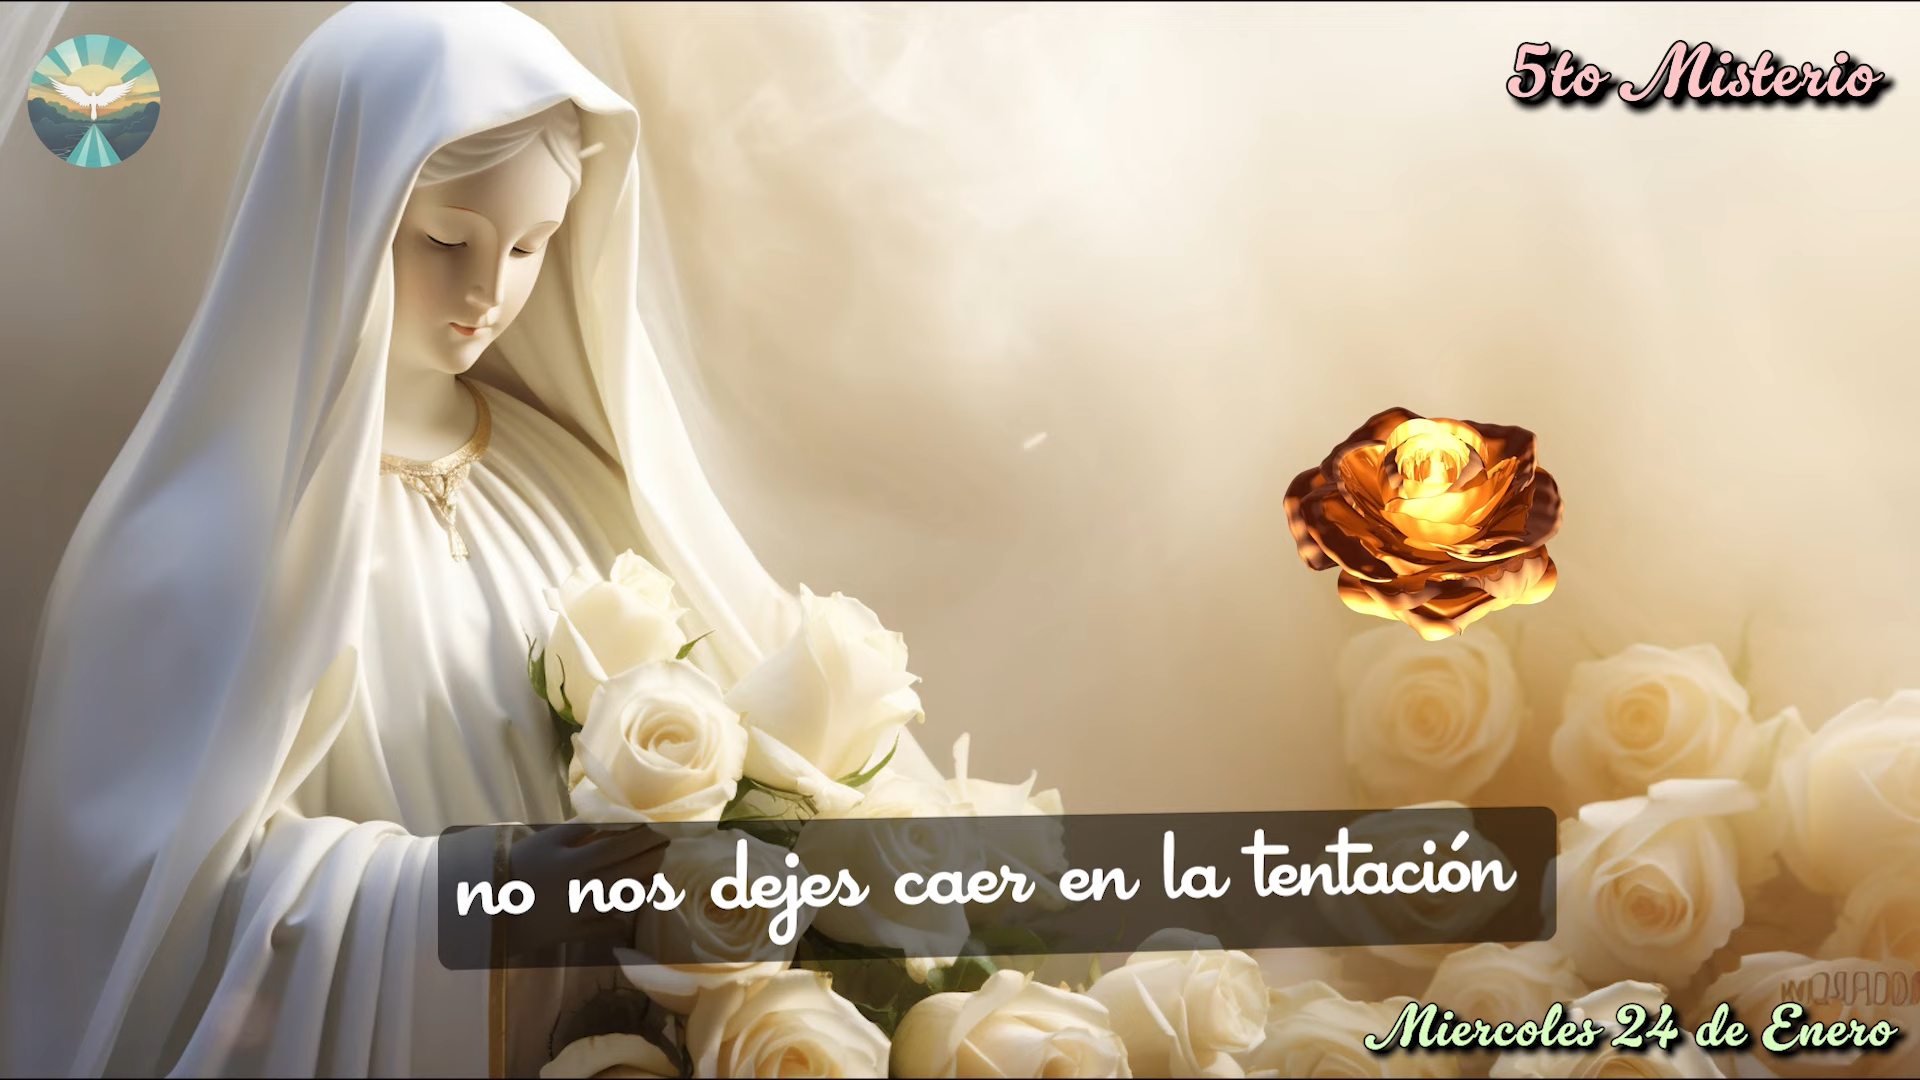 5to Misterio
no nos dejes caer en la tentación
Miercoles 24 de Enero